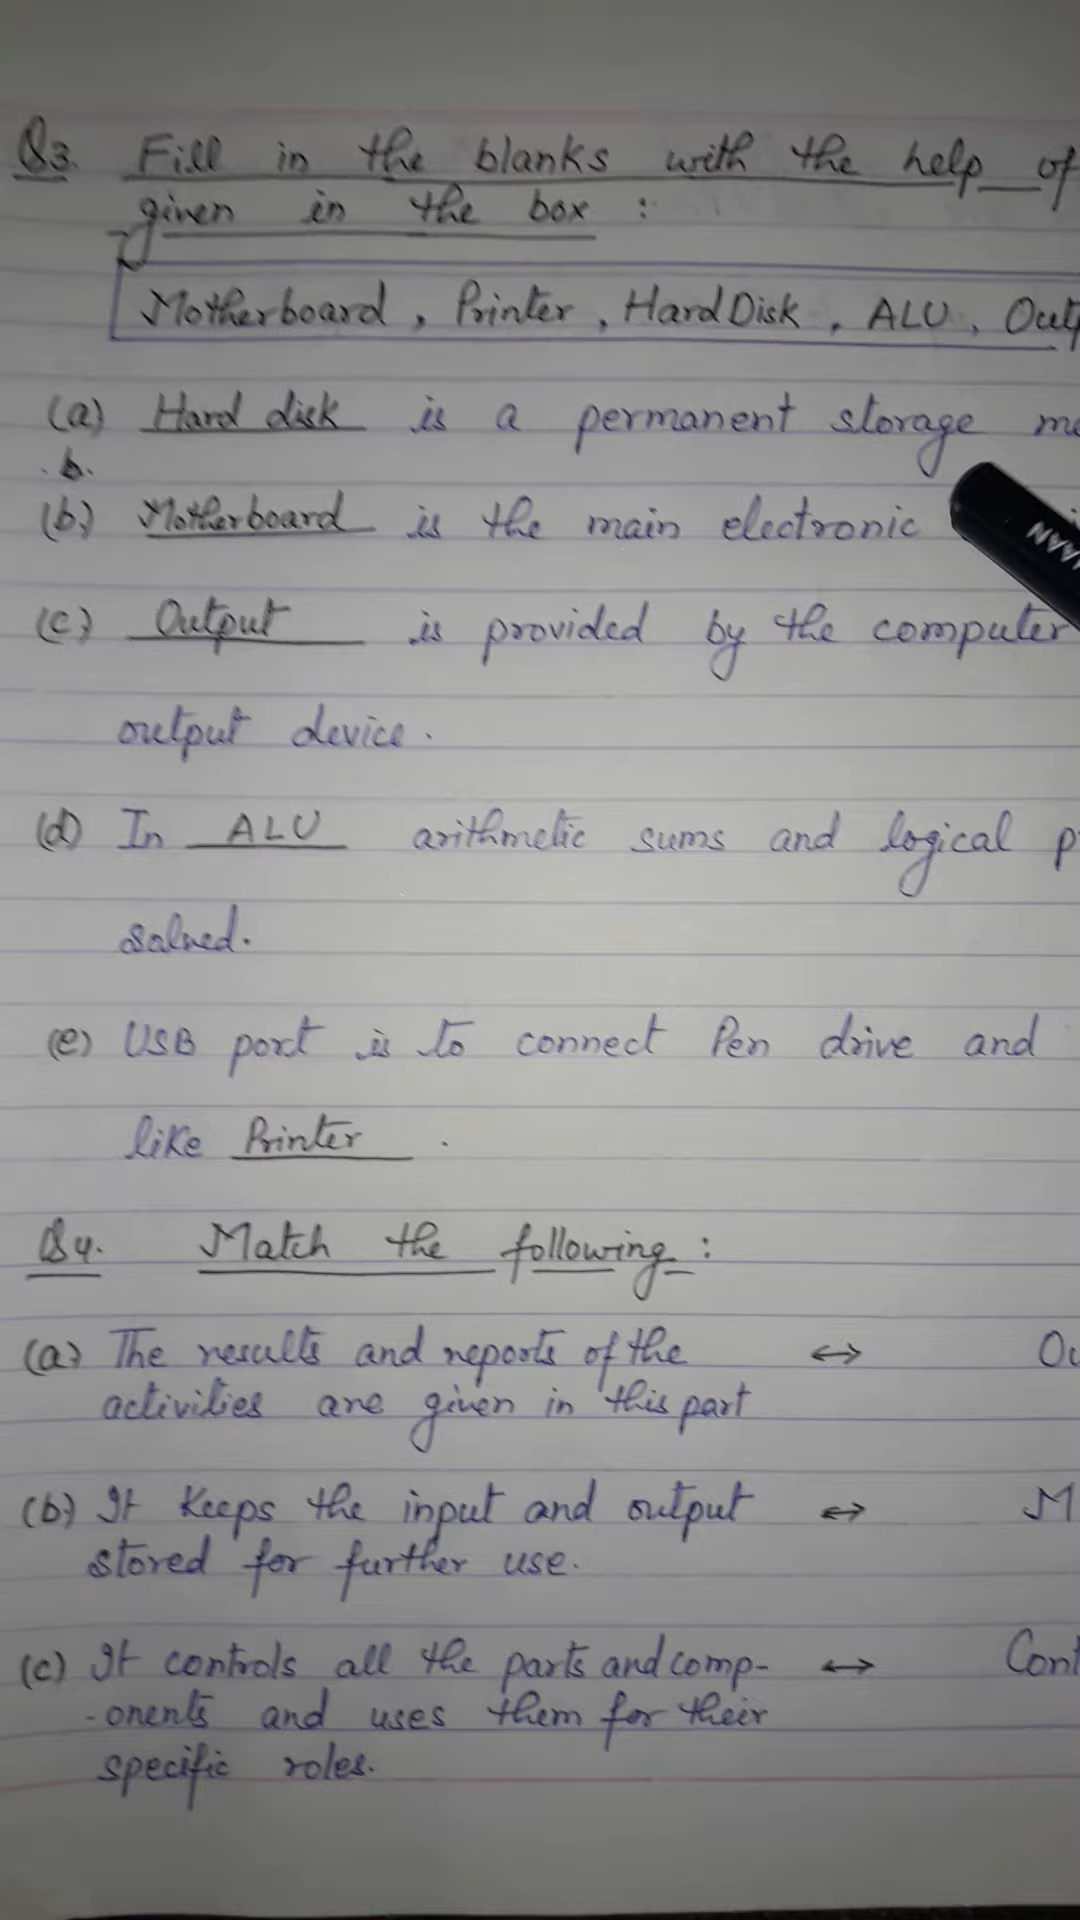 Q3. Fill in the blanks with the help of
given in the box :
Motherboard, Printer, Hard Disk, ALU, Outp
(a) Hard disk is a permanent storage me
b.
(b) Motherboard is the main electronic
NAAN
(c) Output is provided by the computer
output device.
(d) In ALU arithmetic sums and logical p
solved.
(e) USB port is to connect Pen drive and
like Printer .
Q4. Match the following :
(a) The results and reports of the ↔ Ou
activities are given in this part
(b) It keeps the input and output ↔ M
stored for further use.
(c) It controls all the parts and comp- ↔ Cont
-onents and uses them for their
specific roles.